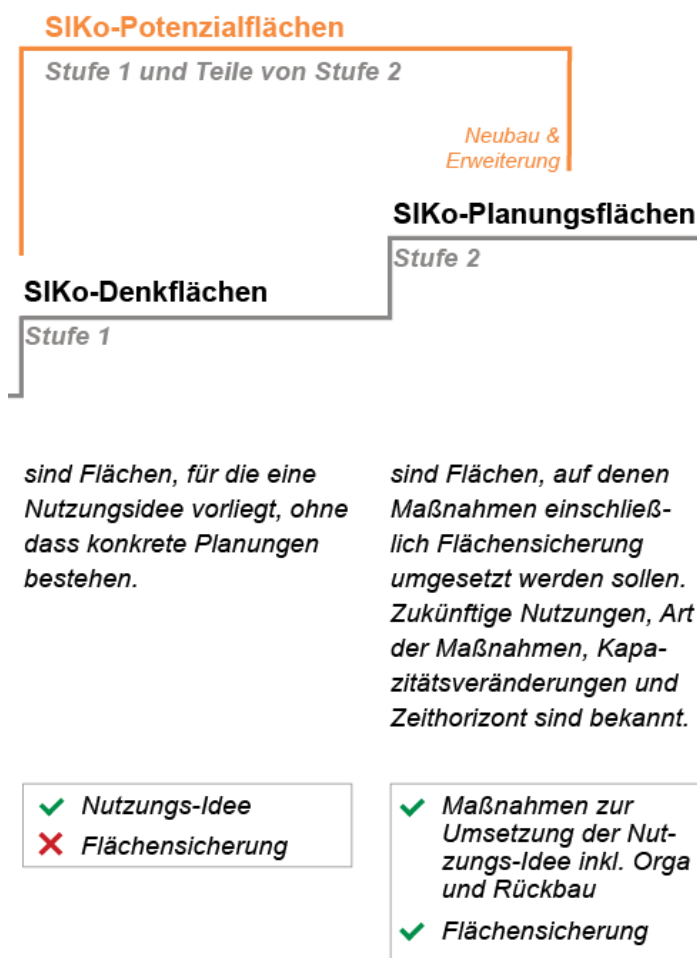 SIKo-Potenzialflächen
Stufe 1 und Teile von Stufe 2
Neubau &
Erweiterung
SIKo-Planungsflächen
Stufe 2
SIKo-Denkflächen
Stufe 1
sind Flächen, für die eine
Nutzungsidee vorliegt, ohne
dass konkrete Planungen
bestehen.
sind Flächen, auf denen
Maßnahmen einschließ-
lich Flächensicherung
umgesetzt werden sollen.
Zukünftige Nutzungen, Art
der Maßnahmen, Kapa-
zitätsveränderungen und
Zeithorizont sind bekannt.
Nutzungs-Idee
Flächensicherung
Maßnahmen zur
Umsetzung der Nut-
zungs-Idee inkl. Orga
und Rückbau
Flächensicherung